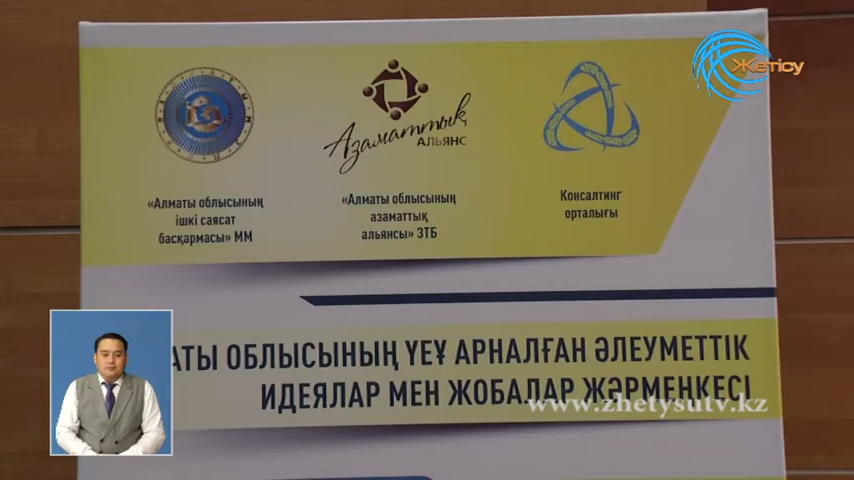 Жетісу
Азаматтық
АЛЬЯНС
«Алматы облысының
ішкі саясат
басқармасы» ММ
«Алматы облысының
азаматтық
альянсы» ЗТБ
Консалтинг
орталығы
АТЫ ОБЛЫСЫНЫҢ ҮЕҰ АРНАЛҒАН ӘЛЕУМЕТТІК
ИДЕЯЛАР МЕН ЖОБАЛАР ЖӘРМЕНКЕСІ
www.zhetysutv.kz